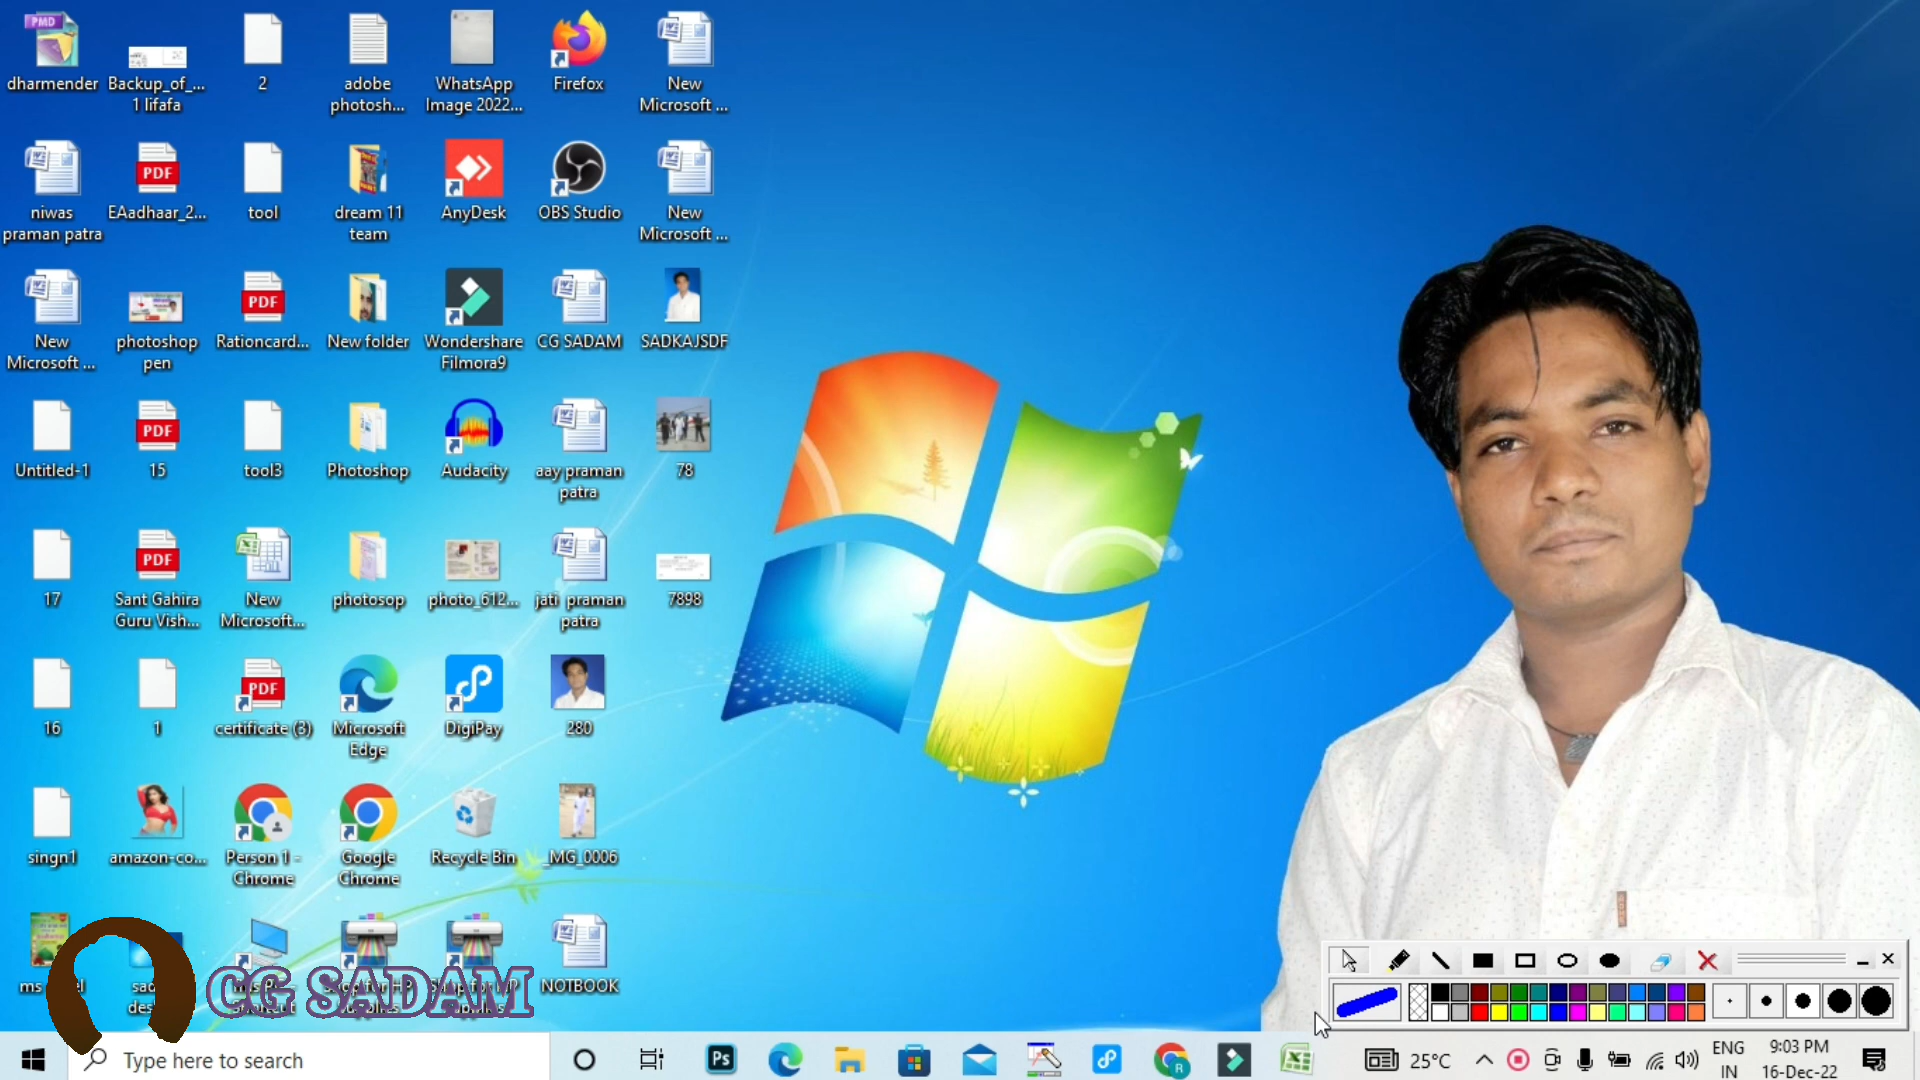 dharmender
Backup_of_...
1 lifafa
2
adobe
photosh...
WhatsApp
Image 2022...
Firefox
New
Microsoft ...
niwas
praman patra
EAadhaar_2...
tool
dream 11
team
AnyDesk
OBS Studio
New
Microsoft ...
New
Microsoft ...
photoshop
pen
Rationcard...
New folder
Wondershare
Filmora9
CG SADAM
SADKAJSDF
Untitled-1
15
tool3
Photoshop
Audacity
aay praman
patra
78
17
Sant Gahira
Guru Vish...
New
Microsoft...
photosop
photo_612...
jati praman
patra
7898
16
1
certificate (3)
Microsoft
Edge
DigiPay
280
singn1
amazon-co...
Person 1 -
Chrome
Google
Chrome
Recycle Bin
_MG_0006
ms
CG SADAM
NOTBOOK
Type here to search
Ps
25°C
ENG
IN
9:03 PM
16-Dec-22